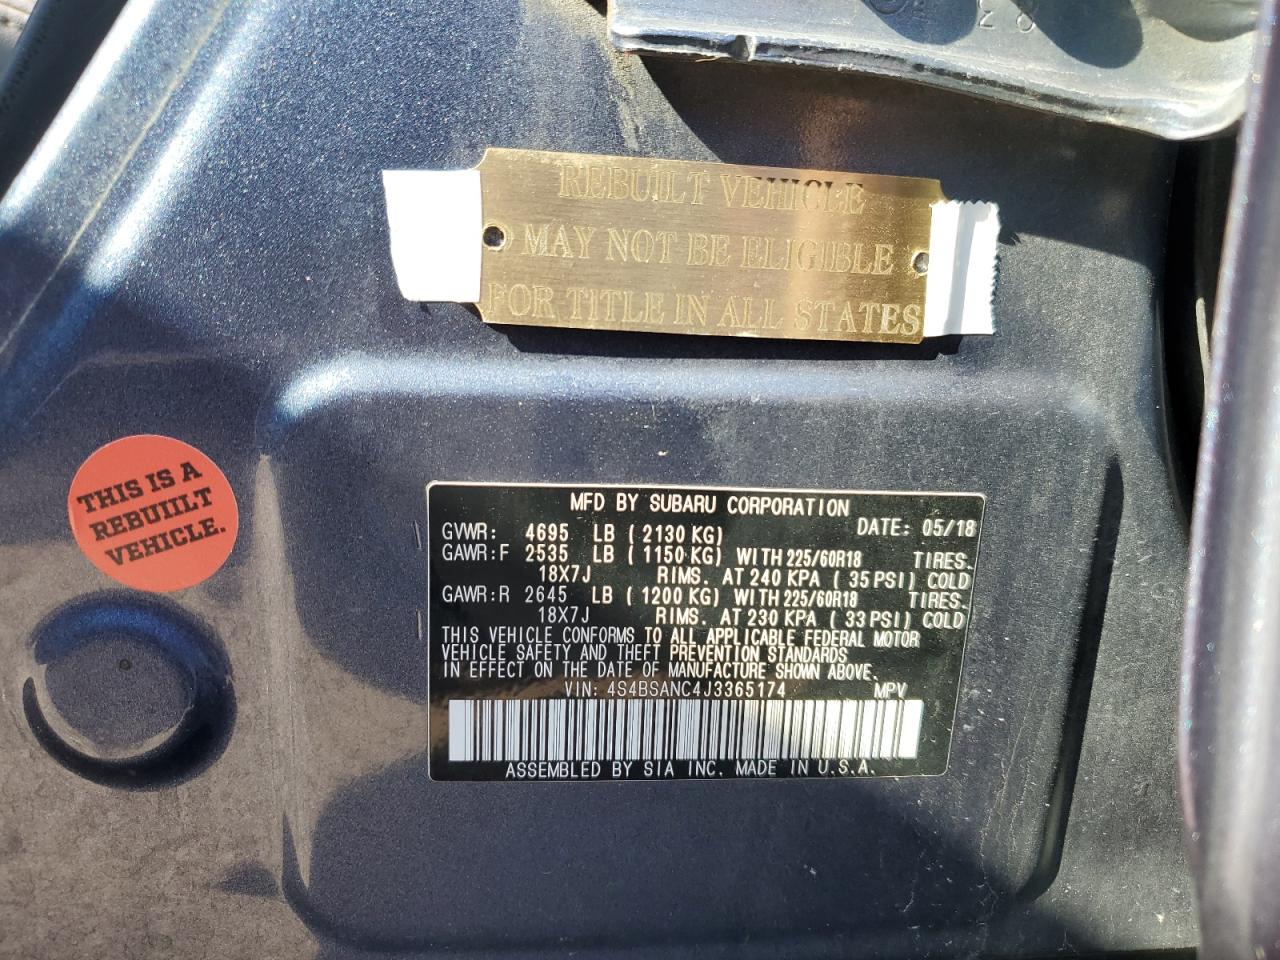 REBUILT VEHICLE
MAY NOT BE ELIGIBLE
FOR TITLE IN ALL STATES
THIS IS A
REBUIILT
VEHICLE.
MFD BY SUBARU CORPORATION
GVWR: 4695 LB (2130 KG) DATE: 05/18
GAWR:F 2535 LB (1150 KG) WITH 225/60R18 TIRES.
18X7J RIMS. AT 240 KPA (35 PSI) COLD
GAWR:R 2645 LB (1200 KG) WITH 225/60R18 TIRES.
18X7J RIMS. AT 230 KPA (33 PSI) COLD
THIS VEHICLE CONFORMS TO ALL APPLICABLE FEDERAL MOTOR
VEHICLE SAFETY AND THEFT PREVENTION STANDARDS
IN EFFECT ON THE DATE OF MANUFACTURE SHOWN ABOVE.
VIN: 4S4BSANC4J3365174 MPV
ASSEMBLED BY SIA INC. MADE IN U.S.A.